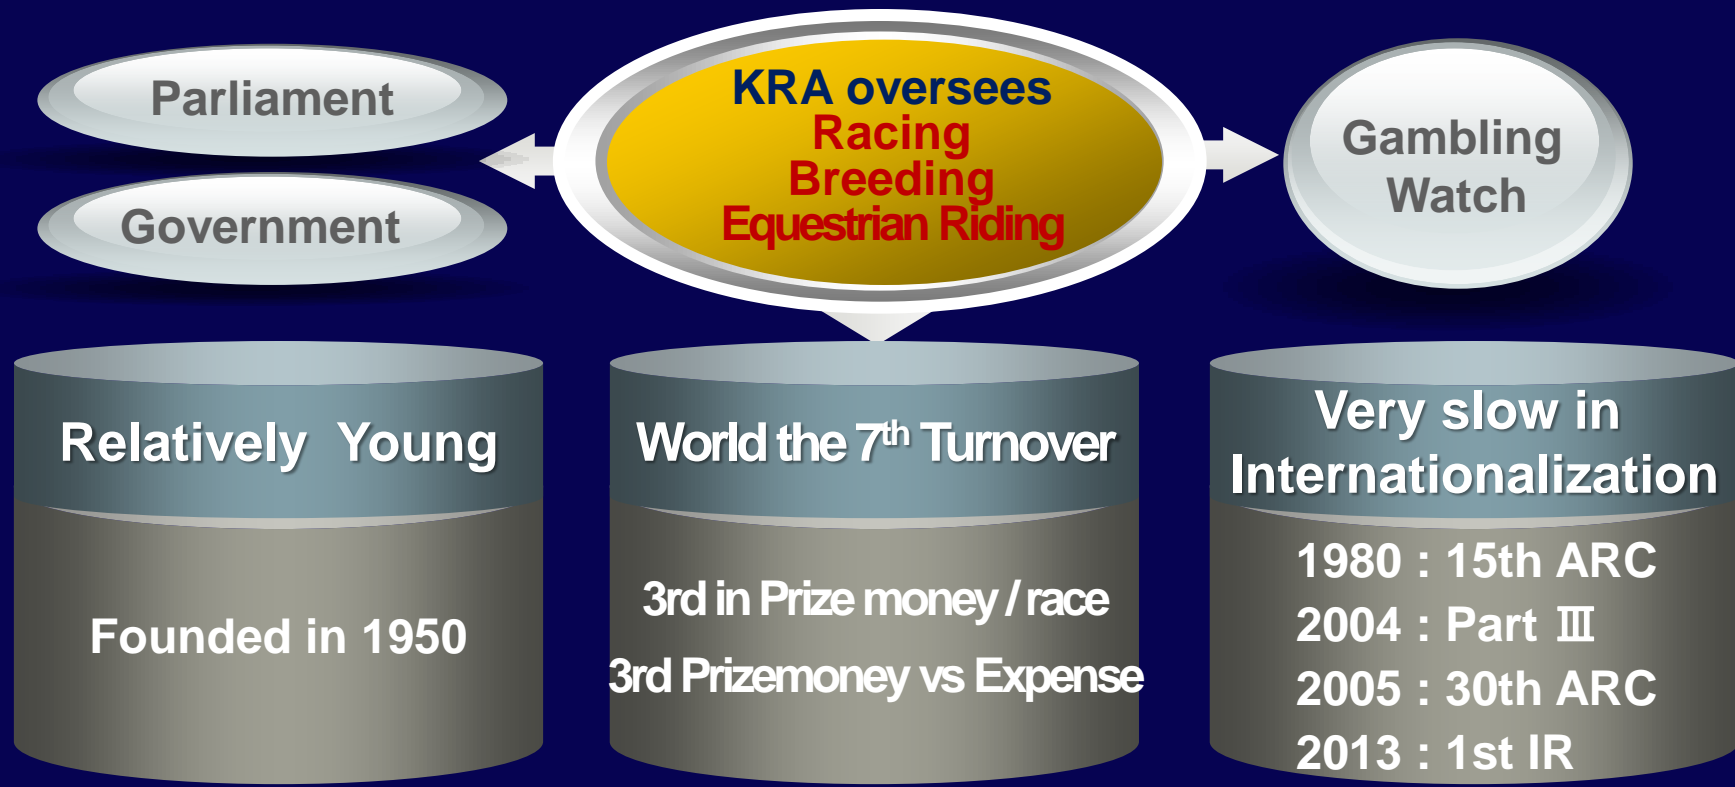 Parliament
Government
KRA oversees
Racing
Breeding
Equestrian Riding
Gambling
Watch
Relatively Young
Founded in 1950
World the 7th Turnover
3rd in Prize money / race
3rd Prizemoney vs Expense
Very slow in
Internationalization
1980 : 15th ARC
2004 : Part Ⅲ
2005 : 30th ARC
2013 : 1st IR